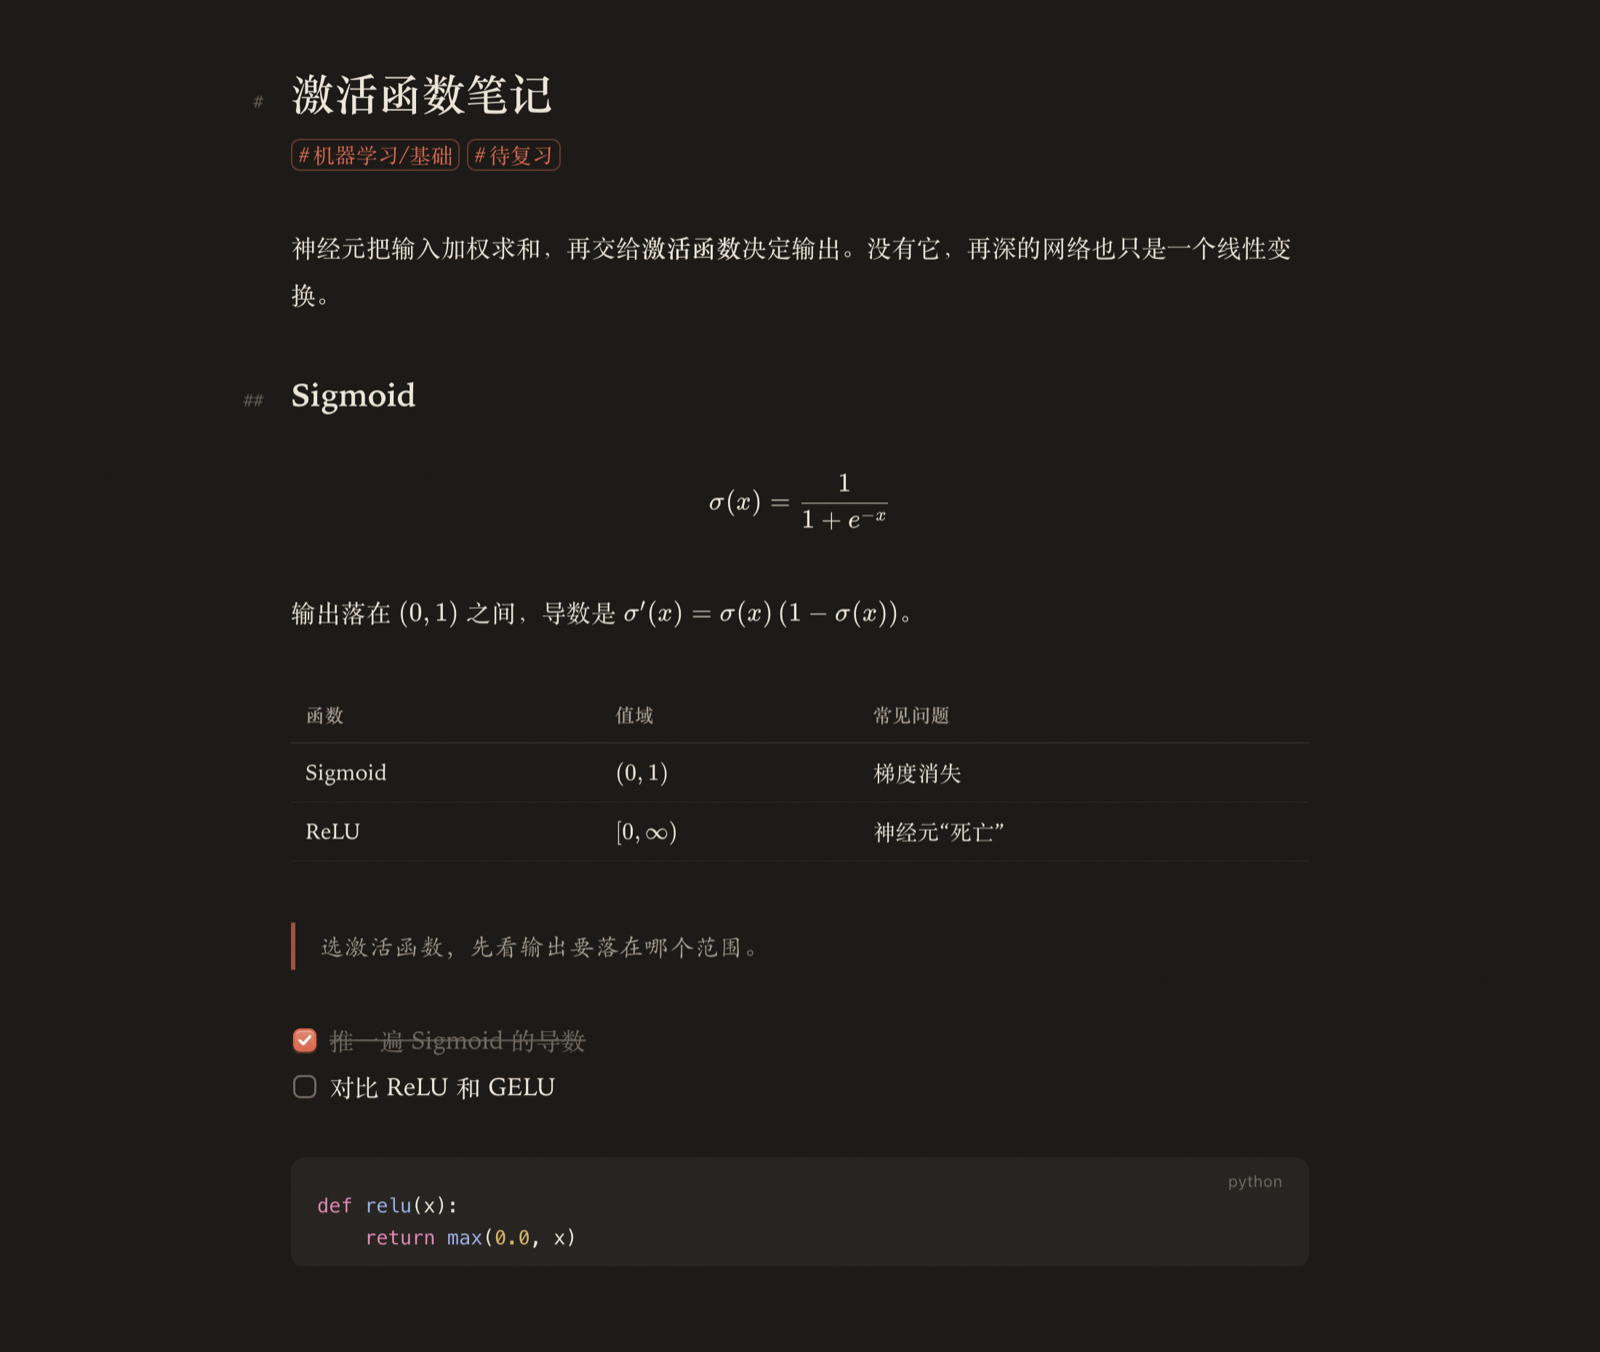 # 激活函数笔记
#机器学习/基础 #待复习
神经元把输入加权求和，再交给激活函数决定输出。没有它，再深的网络也只是一个线性变
换。
## Sigmoid
σ(x) = 1 / (1 + e^{-x})
输出落在 (0, 1) 之间，导数是 σ′(x) = σ(x) (1 − σ(x))。
函数 值域 常见问题
Sigmoid (0, 1) 梯度消失
ReLU [0, ∞) 神经元“死亡”
选激活函数，先看输出要落在哪个范围。
推一遍 Sigmoid 的导数
对比 ReLU 和 GELU
python
def relu(x):
    return max(0.0, x)